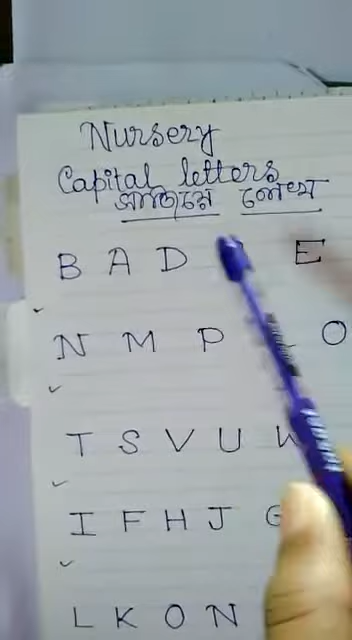 Nursery
Capital letters
সাজিয়ে লেখ
B A D E
N M P L O
T S V U W
I F H J G
L K O N